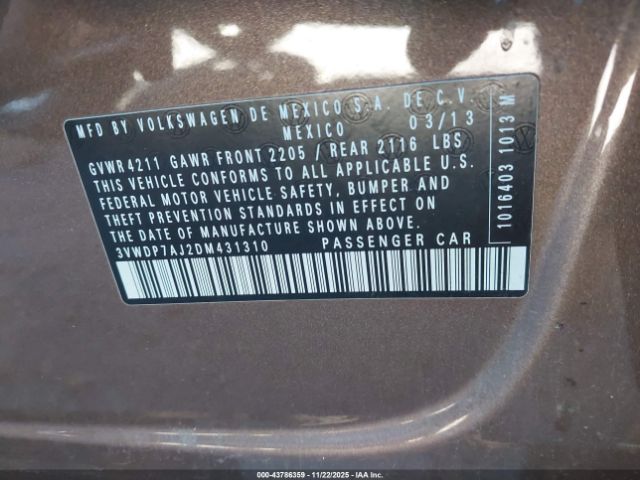 MFD BY VOLKSWAGEN DE MEXICO S.A. DE C.V.
MEXICO 03/13
GVWR 4211 GAWR FRONT 2205 / REAR 2116 LBS
THIS VEHICLE CONFORMS TO ALL APPLICABLE U.S.
FEDERAL MOTOR VEHICLE SAFETY, BUMPER AND
THEFT PREVENTION STANDARDS IN EFFECT ON
THE DATE OF MANUFACTURE SHOWN ABOVE.
3VWDP7AJ2DM431310 PASSENGER CAR
1016403 1013 M
000-43786359 - 11/22/2025 - IAA Inc.